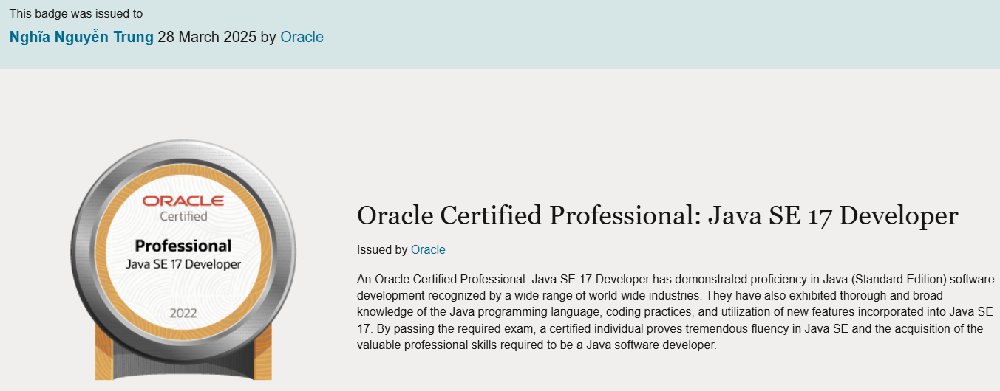 This badge was issued to
Nghĩa Nguyễn Trung 28 March 2025 by Oracle
ORACLE
Certified
Professional
Java SE 17 Developer
2022
Oracle Certified Professional: Java SE 17 Developer
Issued by Oracle
An Oracle Certified Professional: Java SE 17 Developer has demonstrated proficiency in Java (Standard Edition) software
development recognized by a wide range of world-wide industries. They have also exhibited thorough and broad
knowledge of the Java programming language, coding practices, and utilization of new features incorporated into Java SE
17. By passing the required exam, a certified individual proves tremendous fluency in Java SE and the acquisition of the
valuable professional skills required to be a Java software developer.